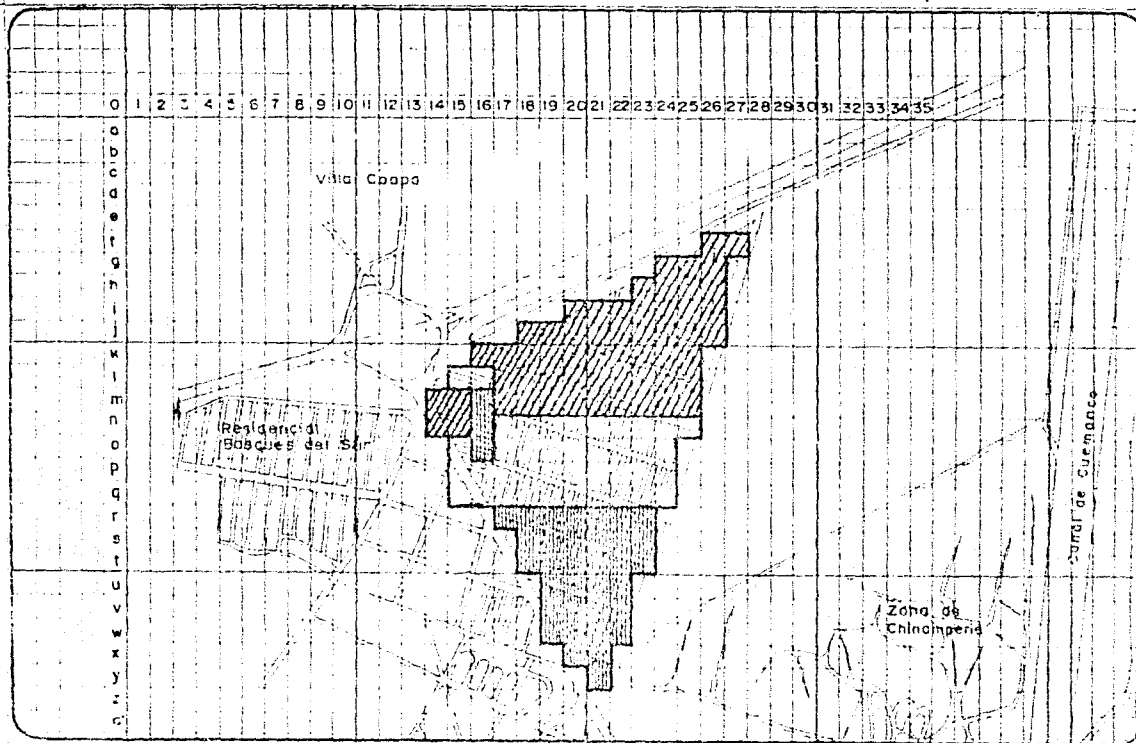 0 1 2 3 4 5 6 7 8 9 10 11 12 13 14 15 16 17 18 19 20 21 22 23 24 25 26 27 28 29 30 31 32 33 34 35
a
b
c
d
e
f
g
h
i
j
k
l
m
n
o
p
q
r
s
t
u
v
w
x
y
z
Villa Coapa
Residencial
Bosques del Sur
Canal de Cuemanco
Zona de
Chinamperia